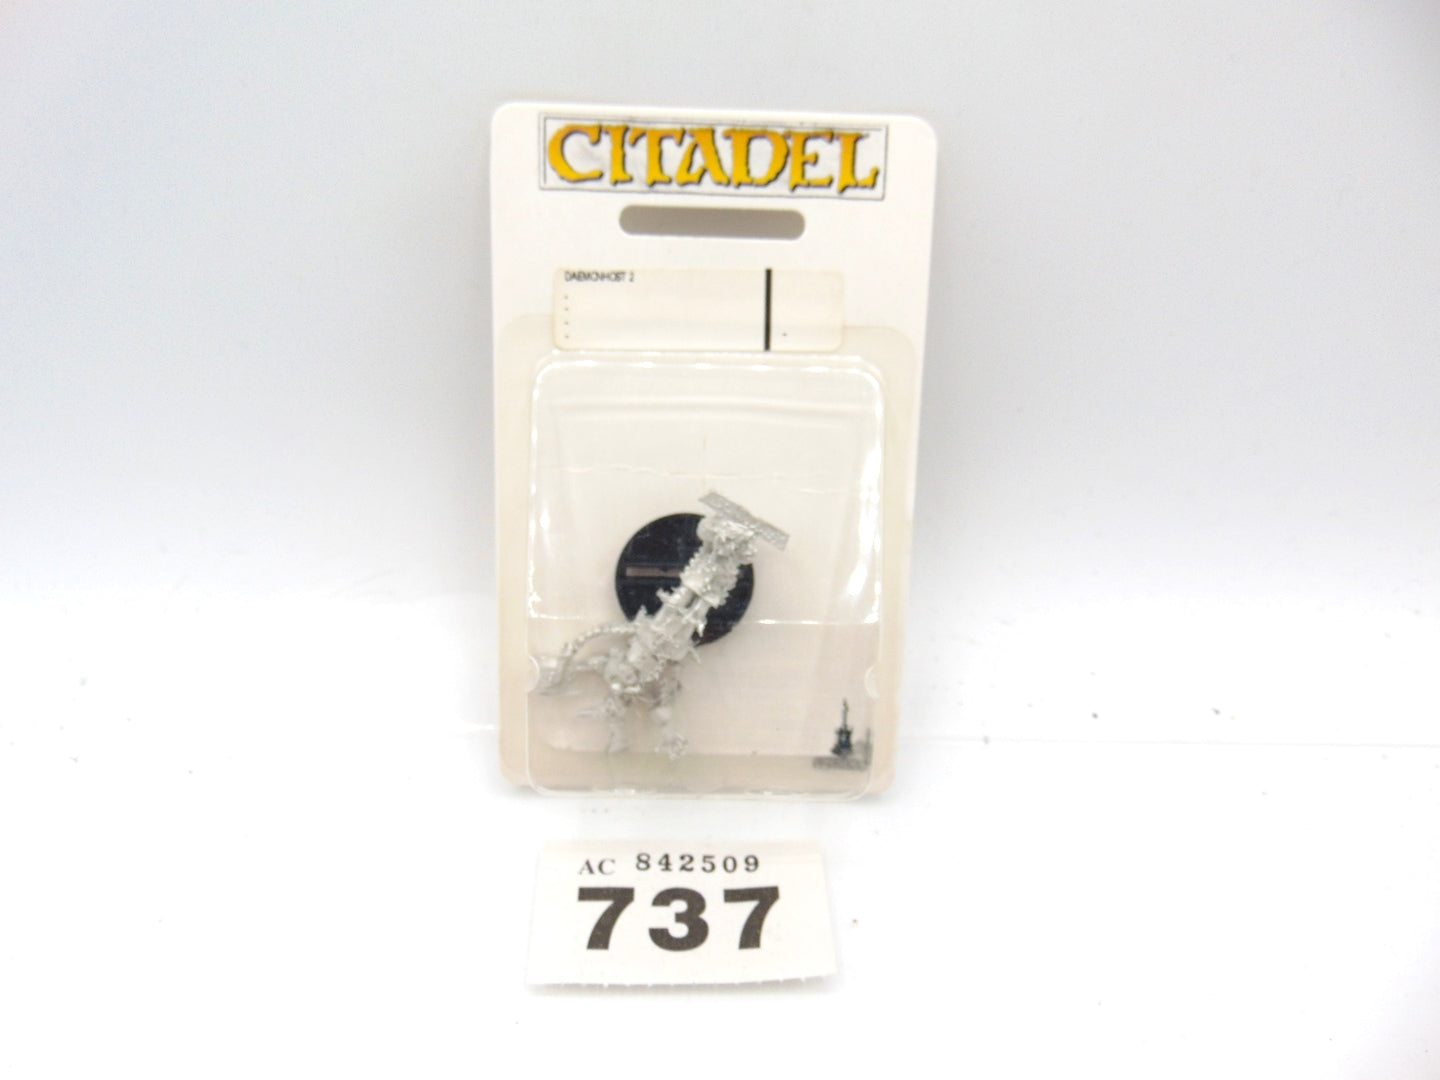 CITADEL
DAEMONHOST 2
AC 842509
737